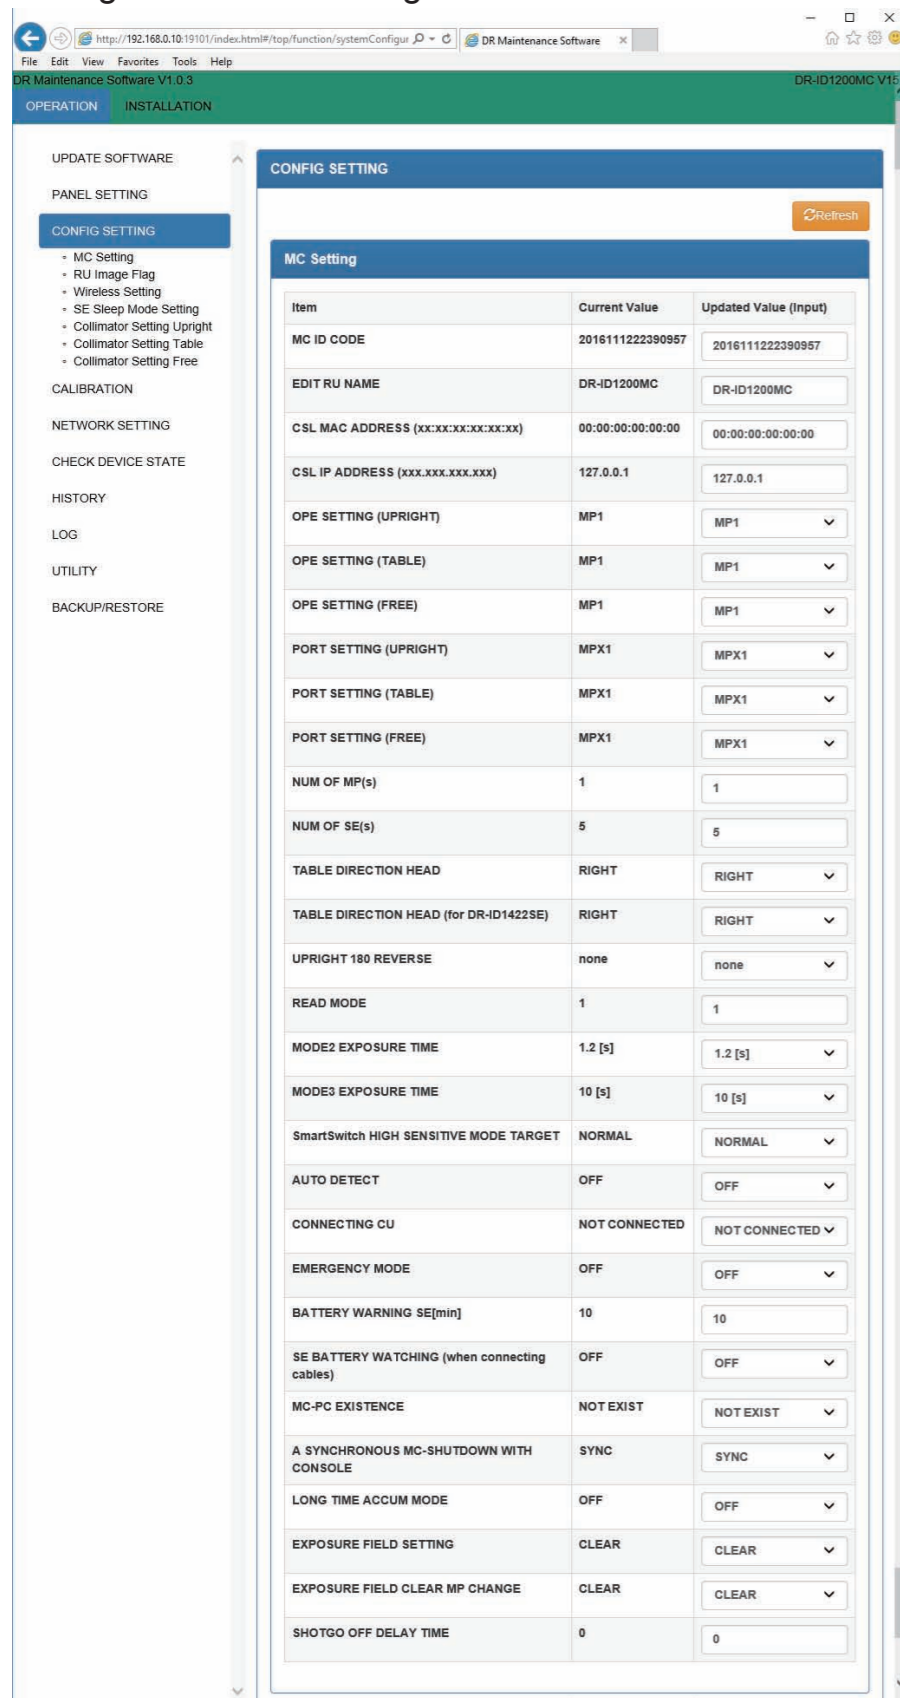 http://192.168.0.10:19101/index.html#/top/function/systemConfigur
DR Maintenance Software
File Edit View Favorites Tools Help
DR Maintenance Software V1.0.3
DR-ID1200MC V15
OPERATION INSTALLATION
UPDATE SOFTWARE
PANEL SETTING
CONFIG SETTING
MC Setting
RU Image Flag
Wireless Setting
SE Sleep Mode Setting
Collimator Setting Upright
Collimator Setting Table
Collimator Setting Free
CALIBRATION
NETWORK SETTING
CHECK DEVICE STATE
HISTORY
LOG
UTILITY
BACKUP/RESTORE
CONFIG SETTING
Refresh
MC Setting
Item Current Value Updated Value (Input)
MC ID CODE 2016111222390957 2016111222390957
EDIT RU NAME DR-ID1200MC DR-ID1200MC
CSL MAC ADDRESS (xx:xx:xx:xx:xx:xx) 00:00:00:00:00:00 00:00:00:00:00:00
CSL IP ADDRESS (xxx.xxx.xxx.xxx) 127.0.0.1 127.0.0.1
OPE SETTING (UPRIGHT) MP1 MP1
OPE SETTING (TABLE) MP1 MP1
OPE SETTING (FREE) MP1 MP1
PORT SETTING (UPRIGHT) MPX1 MPX1
PORT SETTING (TABLE) MPX1 MPX1
PORT SETTING (FREE) MPX1 MPX1
NUM OF MP(s) 1 1
NUM OF SE(s) 5 5
TABLE DIRECTION HEAD RIGHT RIGHT
TABLE DIRECTION HEAD (for DR-ID1422SE) RIGHT RIGHT
UPRIGHT 180 REVERSE none none
READ MODE 1 1
MODE2 EXPOSURE TIME 1.2 [s] 1.2 [s]
MODE3 EXPOSURE TIME 10 [s] 10 [s]
SmartSwitch HIGH SENSITIVE MODE TARGET NORMAL NORMAL
AUTO DETECT OFF OFF
CONNECTING CU NOT CONNECTED NOT CONNECTED
EMERGENCY MODE OFF OFF
BATTERY WARNING SE[min] 10 10
SE BATTERY WATCHING (when connecting
cables) OFF OFF
MC-PC EXISTENCE NOT EXIST NOT EXIST
A SYNCHRONOUS MC-SHUTDOWN WITH
CONSOLE SYNC SYNC
LONG TIME ACCUM MODE OFF OFF
EXPOSURE FIELD SETTING CLEAR CLEAR
EXPOSURE FIELD CLEAR MP CHANGE CLEAR CLEAR
SHOTGO OFF DELAY TIME 0 0